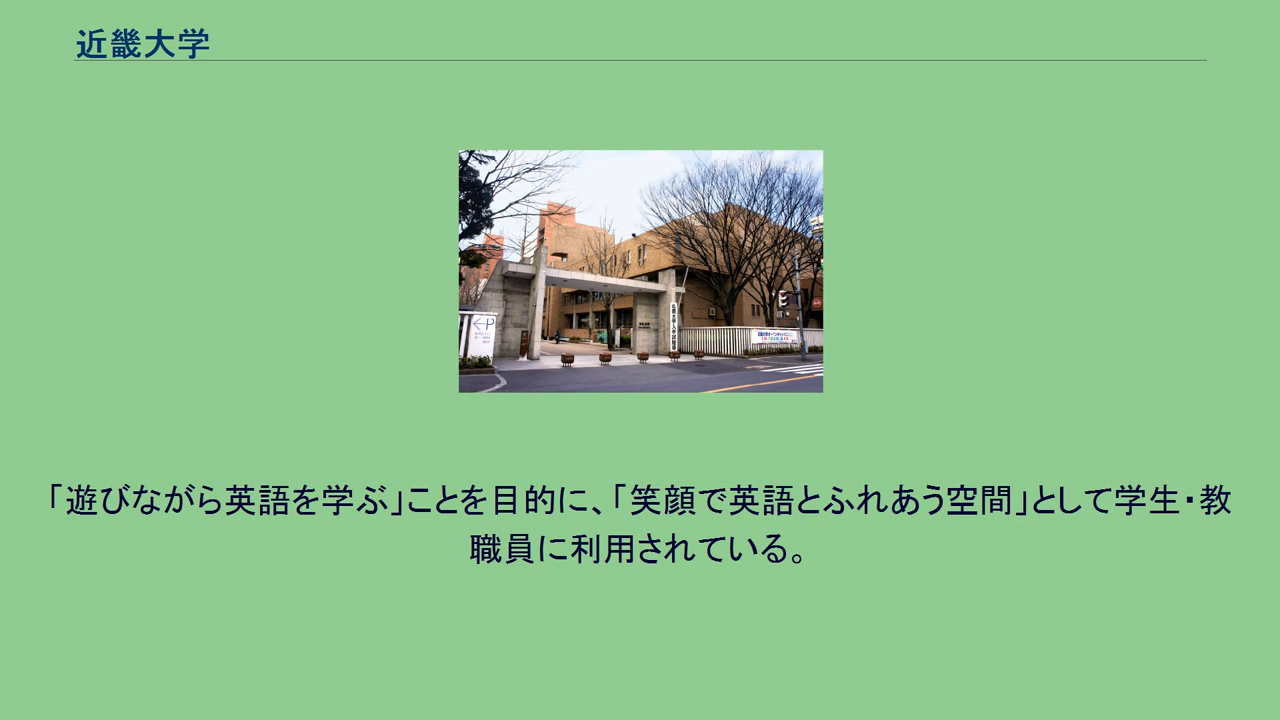 近畿大学
P
「遊びながら英語を学ぶ」ことを目的に、「笑顔で英語とふれあう空間」として学生・教
職員に利用されている。